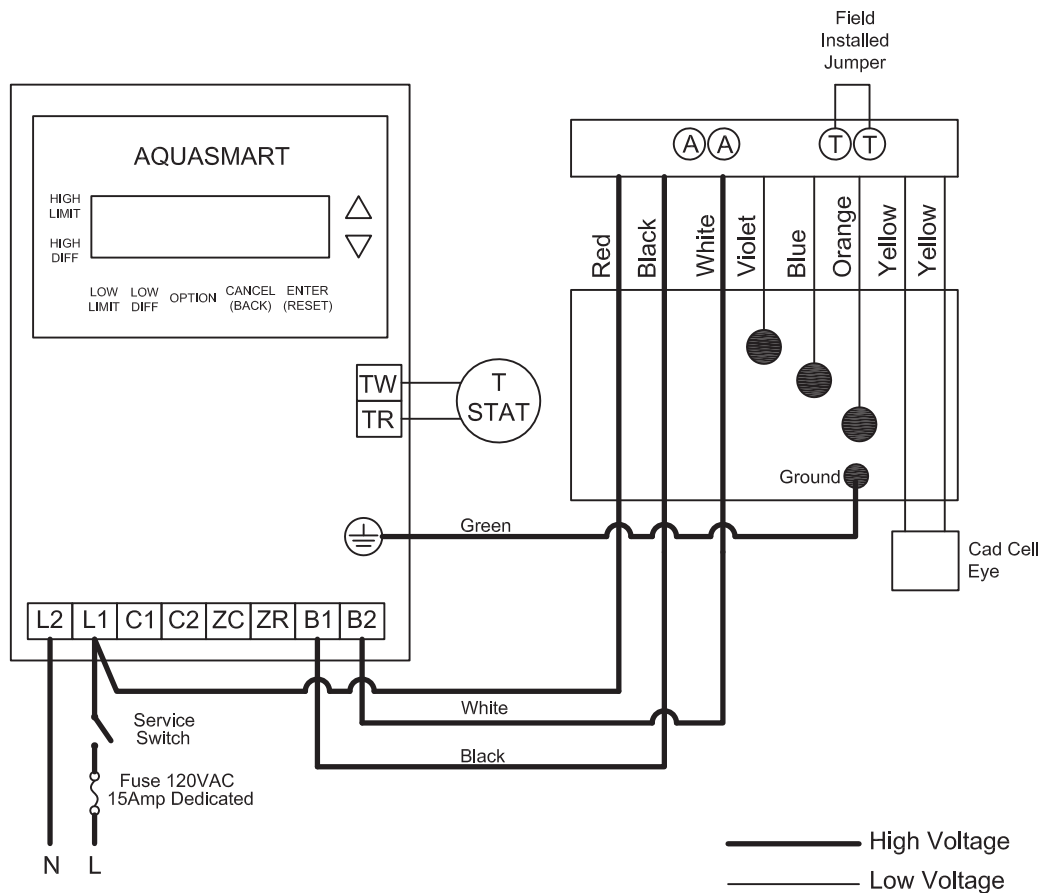 Field
Installed
Jumper
AQUASMART
HIGH
LIMIT
HIGH
DIFF
LOW
LIMIT
LOW
DIFF
OPTION
CANCEL
(BACK)
ENTER
(RESET)
A A T T
Red
Black
White
Violet
Blue
Orange
Yellow
Yellow
TW
TR
T
STAT
Ground
Green
Cad Cell
Eye
L2 L1 C1 C2 ZC ZR B1 B2
White
Service
Switch
Black
Fuse 120VAC
15Amp Dedicated
N L
High Voltage
Low Voltage